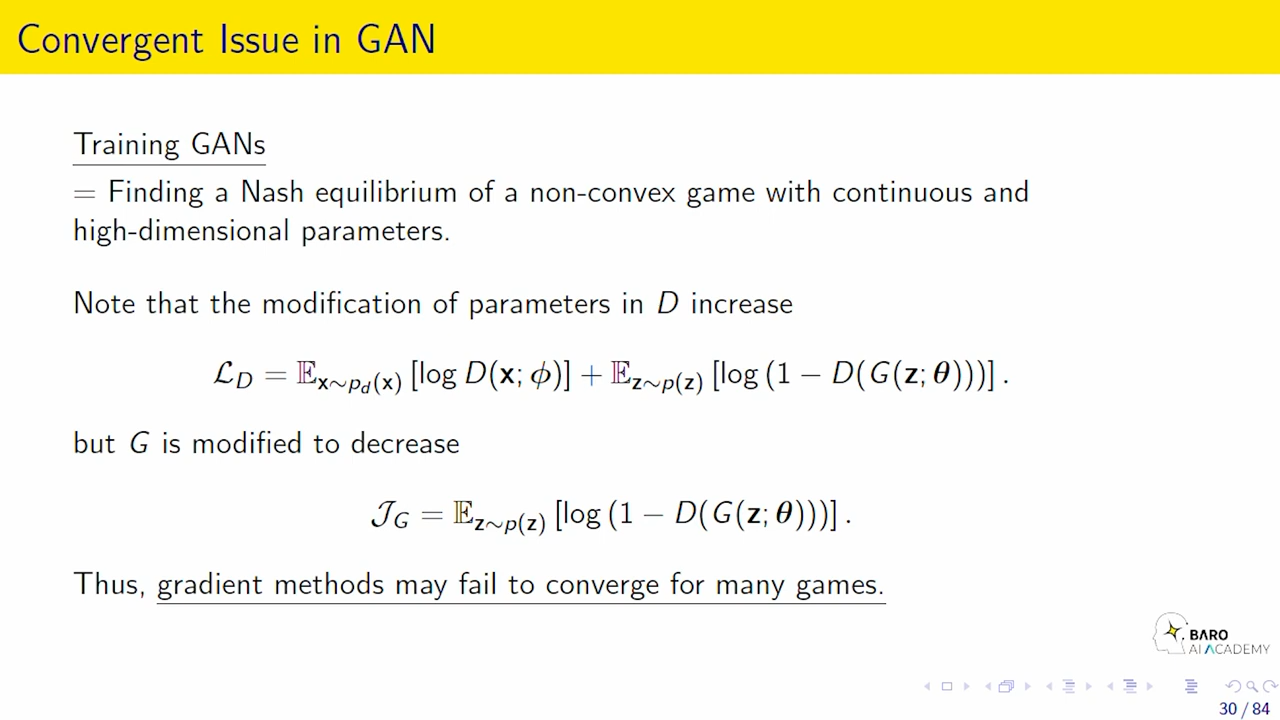 Convergent Issue in GAN
Training GANs
= Finding a Nash equilibrium of a non-convex game with continuous and
high-dimensional parameters.
Note that the modification of parameters in D increase
ℒ_D = 𝔼_{𝐱∼p_d(𝐱)} [log D(𝐱; ϕ)] + 𝔼_{𝐳∼p(𝐳)} [log (1 − D(G(𝐳; 𝜽)))] .
but G is modified to decrease
𝒥_G = 𝔼_{𝐳∼p(𝐳)} [log (1 − D(G(𝐳; 𝜽)))] .
Thus, gradient methods may fail to converge for many games.
BARO
AI ACADEMY
30 / 84